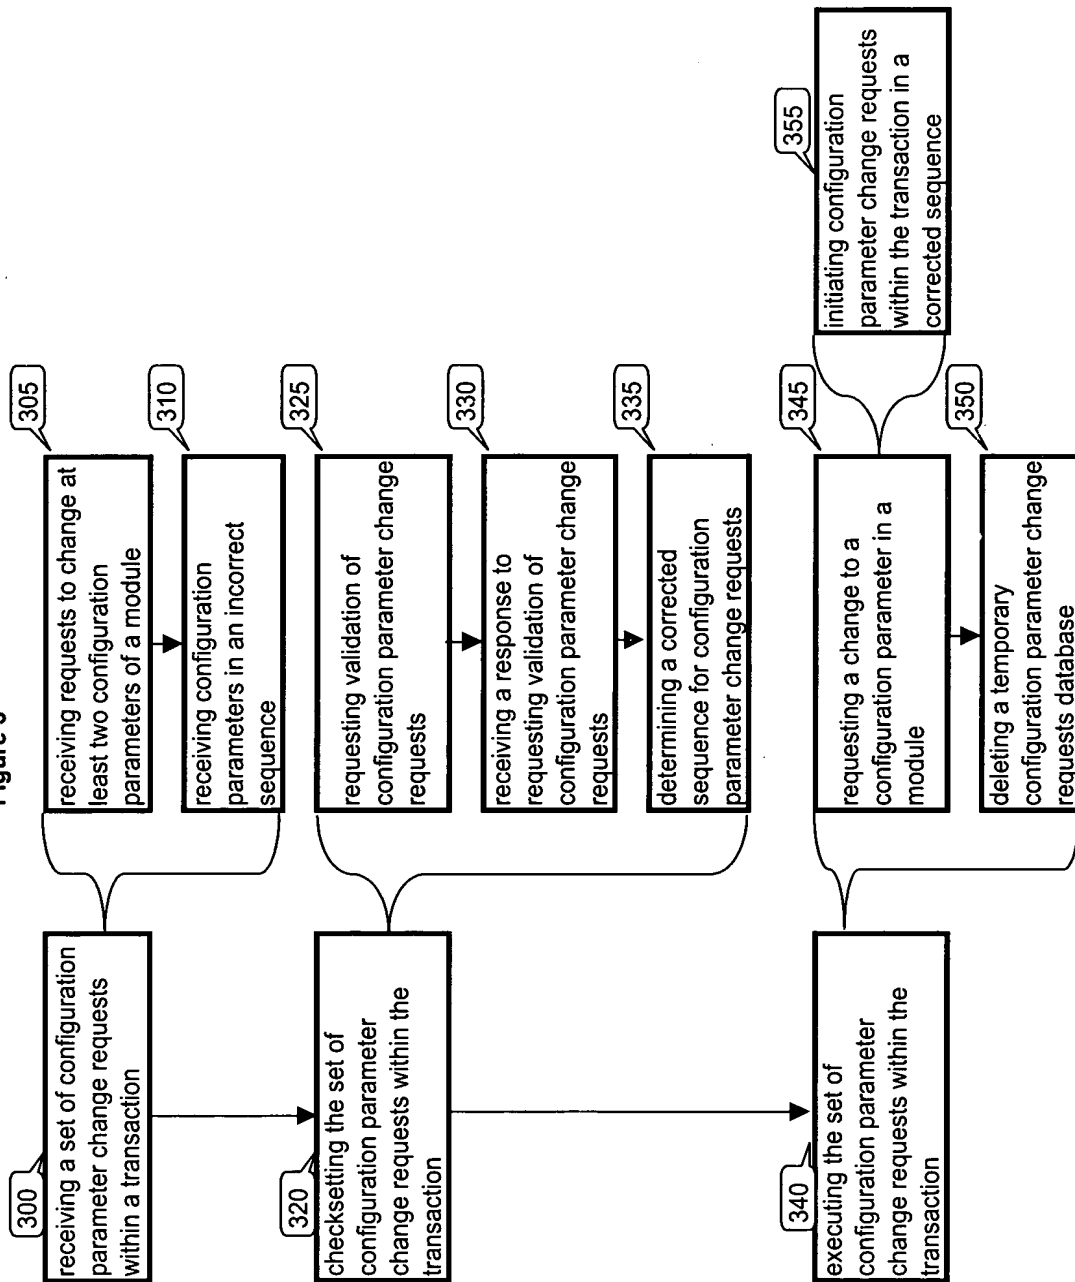 Figure 3
300
receiving a set of configuration
parameter change requests
within a transaction
305
receiving requests to change at
least two configuration
parameters of a module
310
receiving configuration
parameters in an incorrect
sequence
320
checksetting the set of
configuration parameter
change requests within the
transaction
325
requesting validation of
configuration parameter change
requests
330
receiving a response to
requesting validation of
configuration parameter change
requests
335
determining a corrected
sequence for configuration
parameter change requests
340
executing the set of
configuration parameter
change requests within the
transaction
345
requesting a change to a
configuration parameter in a
module
350
deleting a temporary
configuration parameter change
requests database
355
initiating configuration
parameter change requests
within the transaction in a
corrected sequence